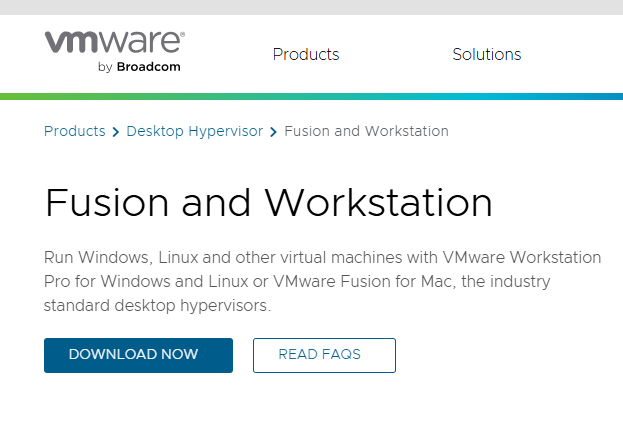 vmware®
by Broadcom
Products
Solutions
Products > Desktop Hypervisor > Fusion and Workstation
Fusion and Workstation
Run Windows, Linux and other virtual machines with VMware Workstation
Pro for Windows and Linux or VMware Fusion for Mac, the industry
standard desktop hypervisors.
DOWNLOAD NOW
READ FAQS